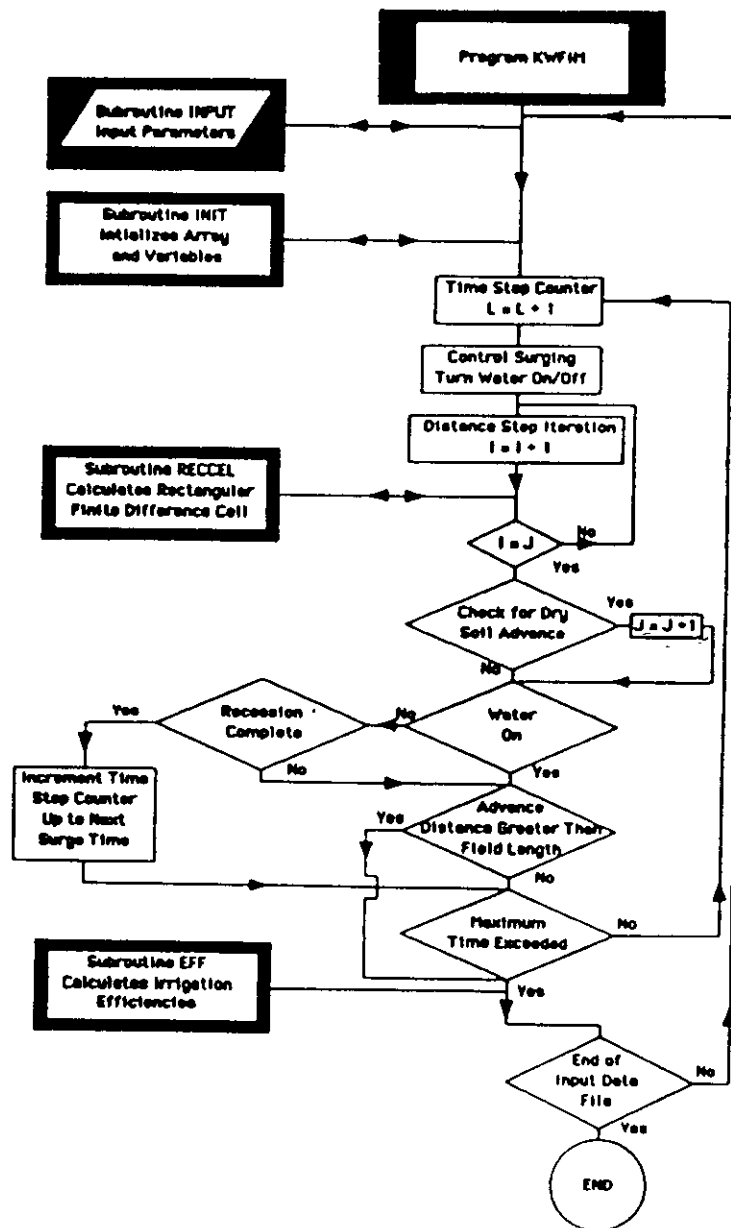 Program KWFIM
Subroutine INPUT
Input Parameters
Subroutine INIT
Intializes Array
and Variables
Time Step Counter
L = L + 1
Control Surging
Turn Water On/Off
Distance Step Iteration
I = I + 1
Subroutine RECCEL
Calculates Rectangular
Finite Difference Cell
I = J
No
Yes
Check for Dry
Soil Advance
Yes
J = J + 1
No
Water
On
No
Yes
Recession
Complete
Yes
No
Increment Time
Step Counter
Up to Next
Surge Time
Advance
Distance Greater Then
Field Length
Yes
No
Maximum
Time Exceeded
No
Yes
Subroutine EFF
Calculates Irrigation
Efficiencies
End of
Input Data
File
No
Yes
END